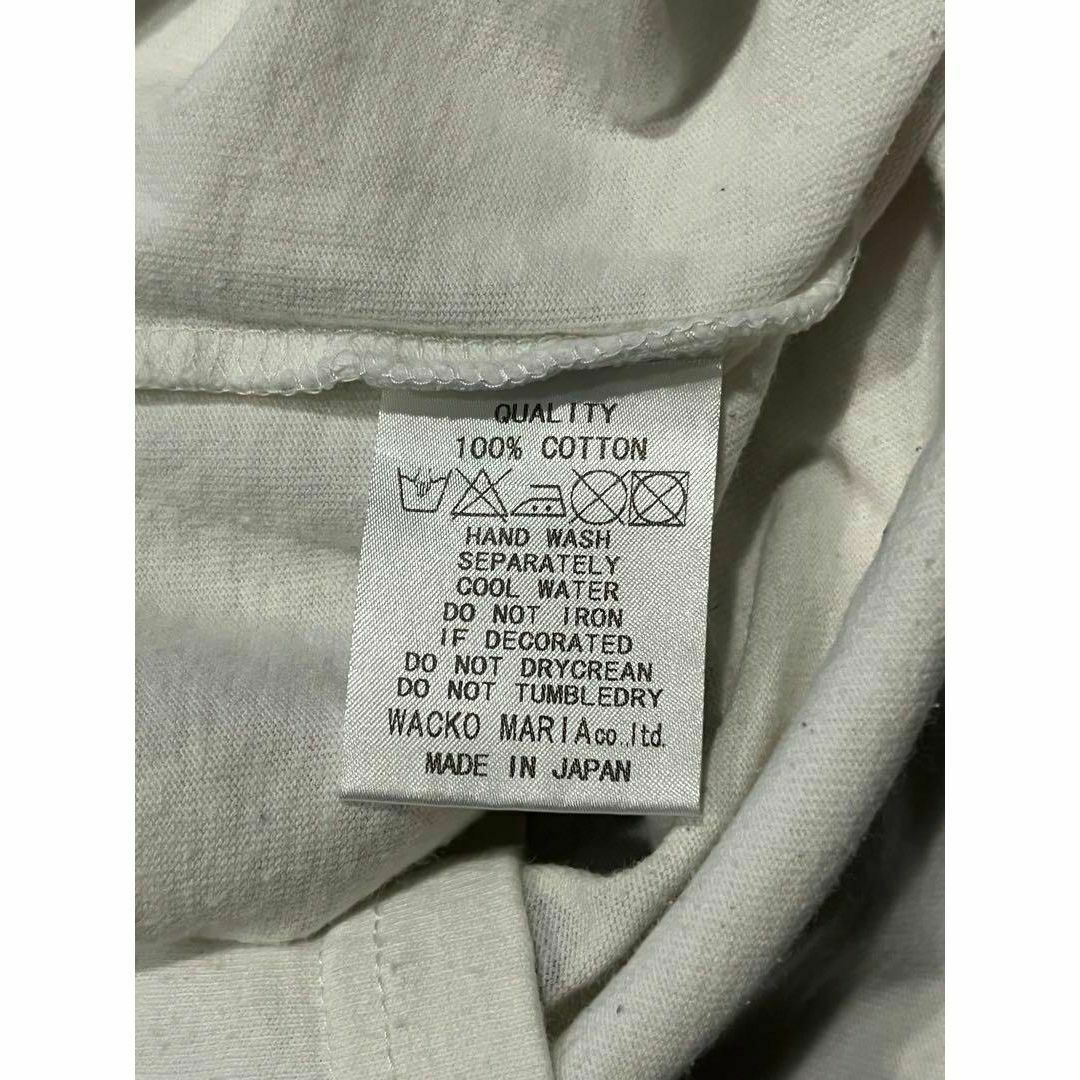 QUALITY
100% COTTON
HAND WASH
SEPARATELY
COOL WATER
DO NOT IRON
IF DECORATED
DO NOT DRYCREAN
DO NOT TUMBLEDRY
WACKO MARIA co.,ltd.
MADE IN JAPAN